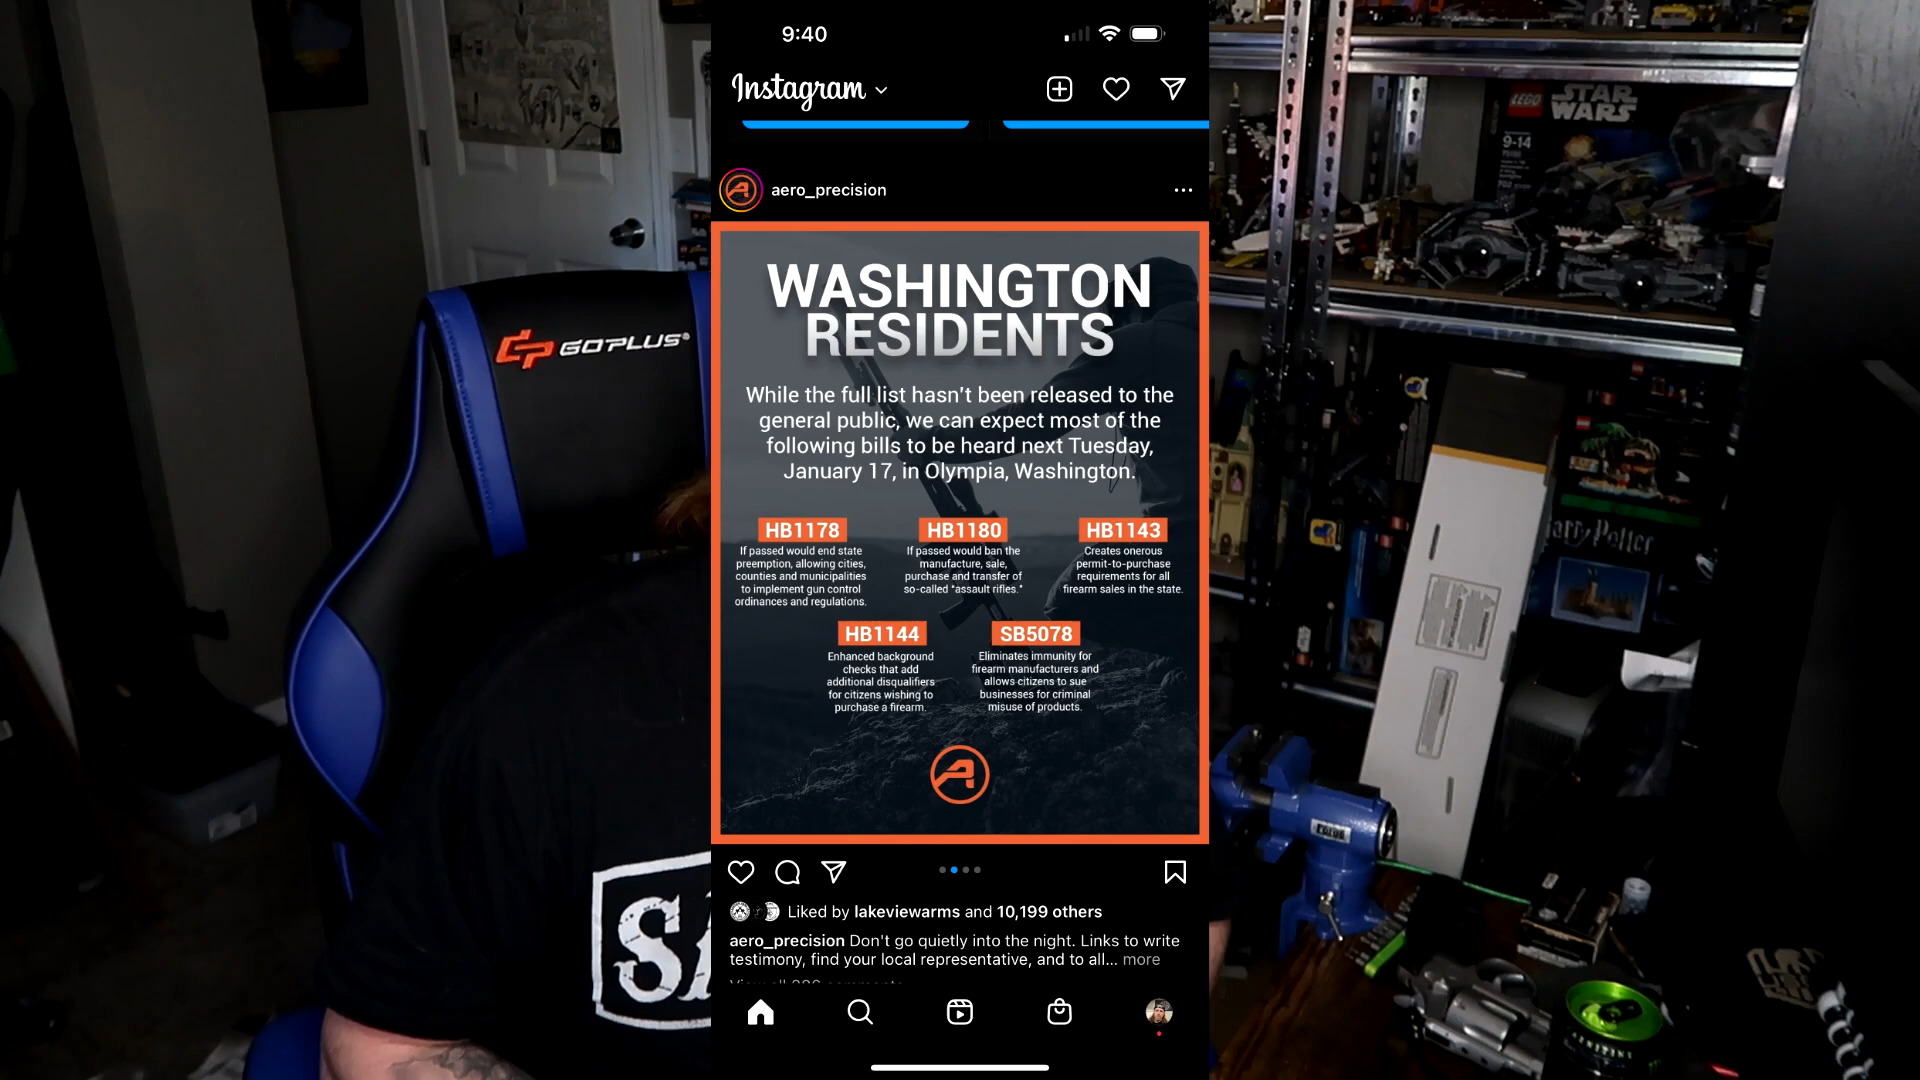 9:40
Instagram
aero_precision
WASHINGTON
RESIDENTS
While the full list hasn't been released to the
general public, we can expect most of the
following bills to be heard next Tuesday,
January 17, in Olympia, Washington.
HB1178
If passed would end state
preemption, allowing cities,
counties and municipalities
to implement gun control
ordinances and regulations.
HB1180
If passed would ban the
manufacture, sale,
purchase and transfer of
so-called "assault rifles."
HB1143
Creates onerous
permit-to-purchase
requirements for all
firearm sales in the state.
HB1144
Enhanced background
checks that add
additional disqualifiers
for citizens wishing to
purchase a firearm.
SB5078
Eliminates immunity for
firearm manufacturers and
allows citizens to sue
businesses for criminal
misuse of products.
Liked by lakeviewarms and 10,199 others
aero_precision Don't go quietly into the night. Links to write
testimony, find your local representative, and to all... more
GOPLUS
LEGO STAR
WARS
9-14
Harry Potter